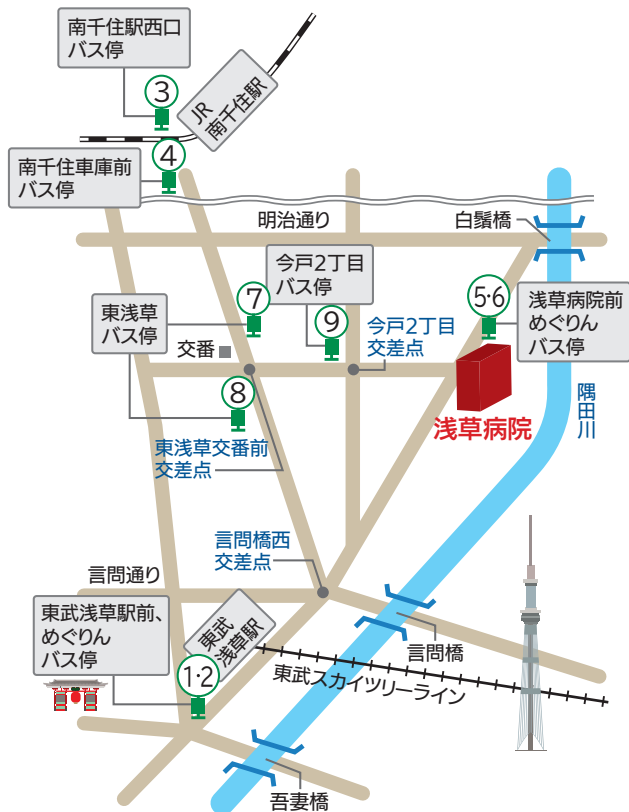 南千住駅西口
バス停
③
JR
南千住駅
④
南千住車庫前
バス停
明治通り
白鬚橋
今戸2丁目
バス停
⑦
⑨
5・6
浅草病院前
めぐりん
バス停
東浅草
バス停
今戸2丁目
交差点
交番
⑧
浅草病院
隅田川
東浅草交番前
交差点
言問橋西
交差点
言問通り
東武浅草駅前、
めぐりん
バス停
東武
浅草駅
1・2
言問橋
東武スカイツリーライン
吾妻橋